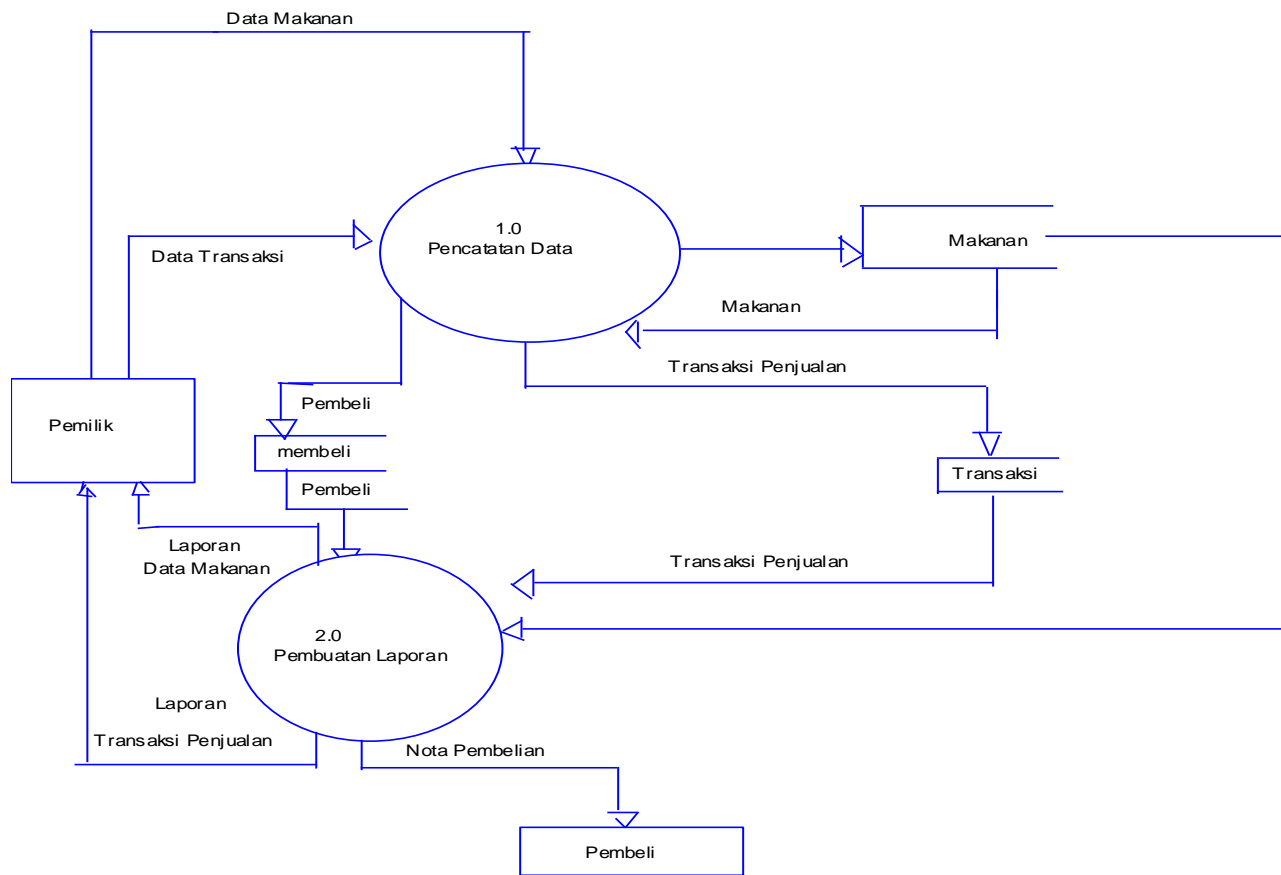 Data Makanan
1.0
Pencatatan Data
Makanan
Data Transaksi
Makanan
Transaksi Penjualan
Pembeli
Pemilik
membeli
Transaksi
Pembeli
Laporan
Data Makanan
Transaksi Penjualan
2.0
Pembuatan Laporan
Laporan
Transaksi Penjualan
Nota Pembelian
Pembeli